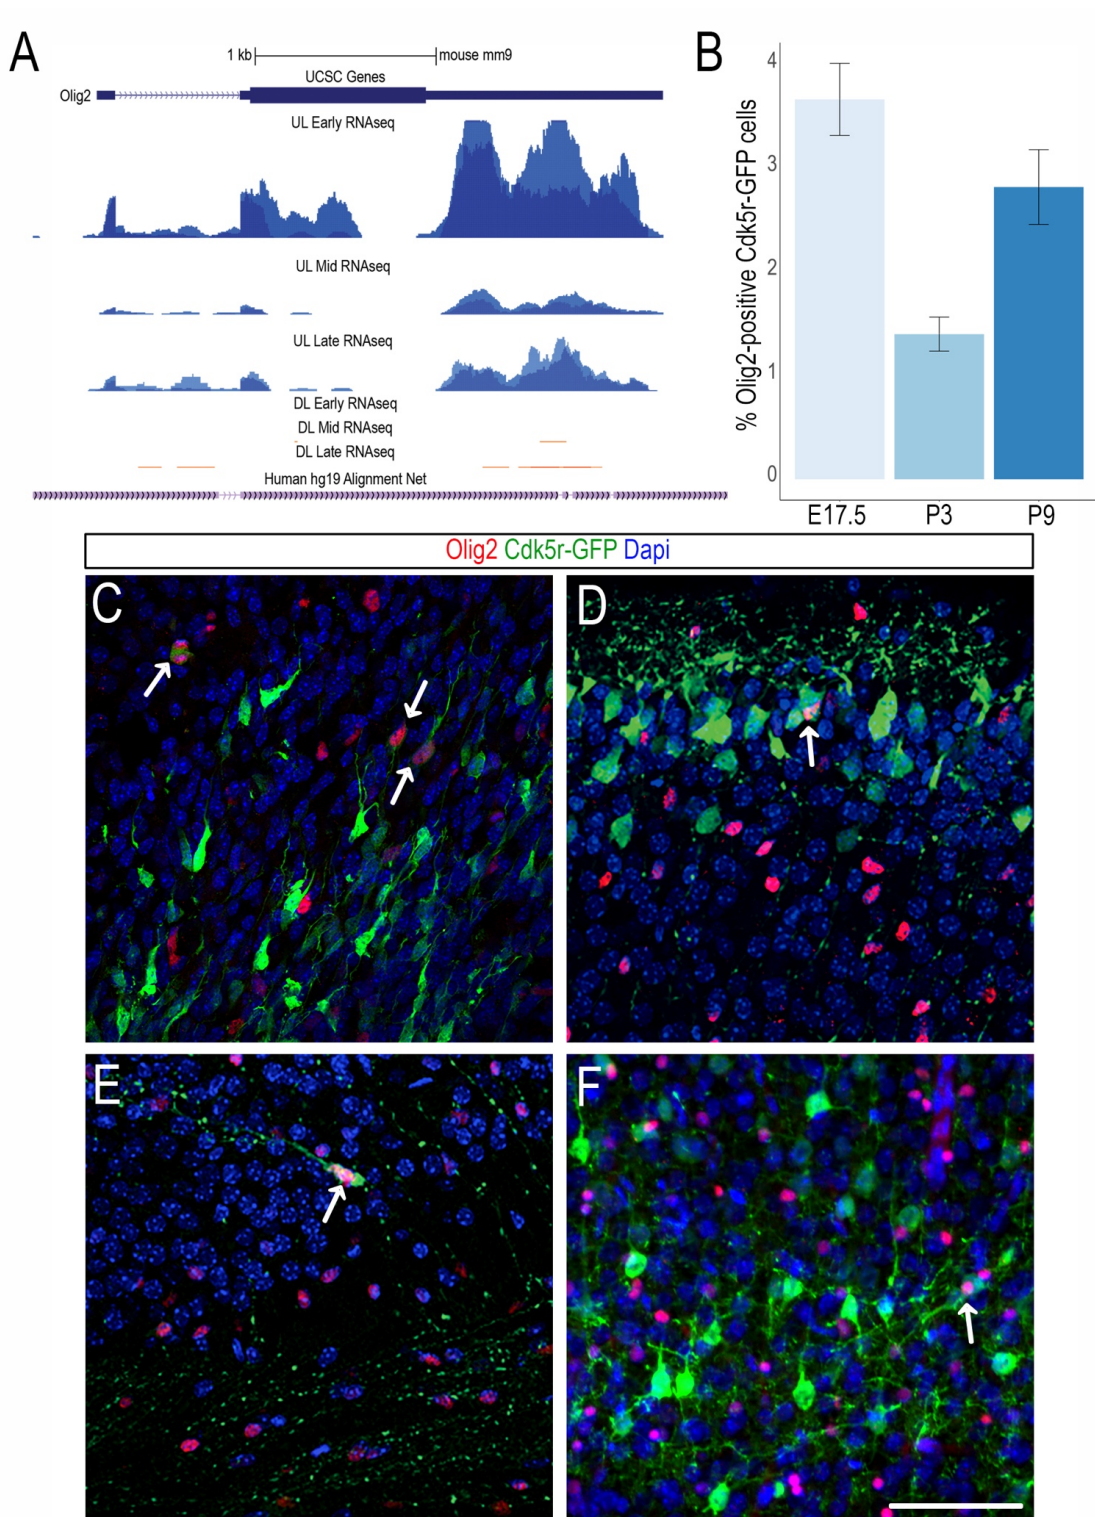 A
1 kb
mouse mm9
UCSC Genes
Olig2
UL Early RNAseq
UL Mid RNAseq
UL Late RNAseq
DL Early RNAseq
DL Mid RNAseq
DL Late RNAseq
Human hg19 Alignment Net
B
% Olig2-positive Cdk5r-GFP cells
4
3
2
1
0
E17.5 P3 P9
Olig2 Cdk5r-GFP Dapi
C
D
E
F